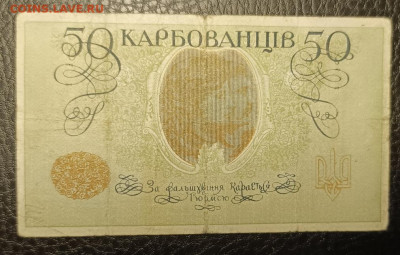 COINS.LAVE.RU
50 КАРБОВАНЦІВ 50
За фальшування Карається
Тюрмою